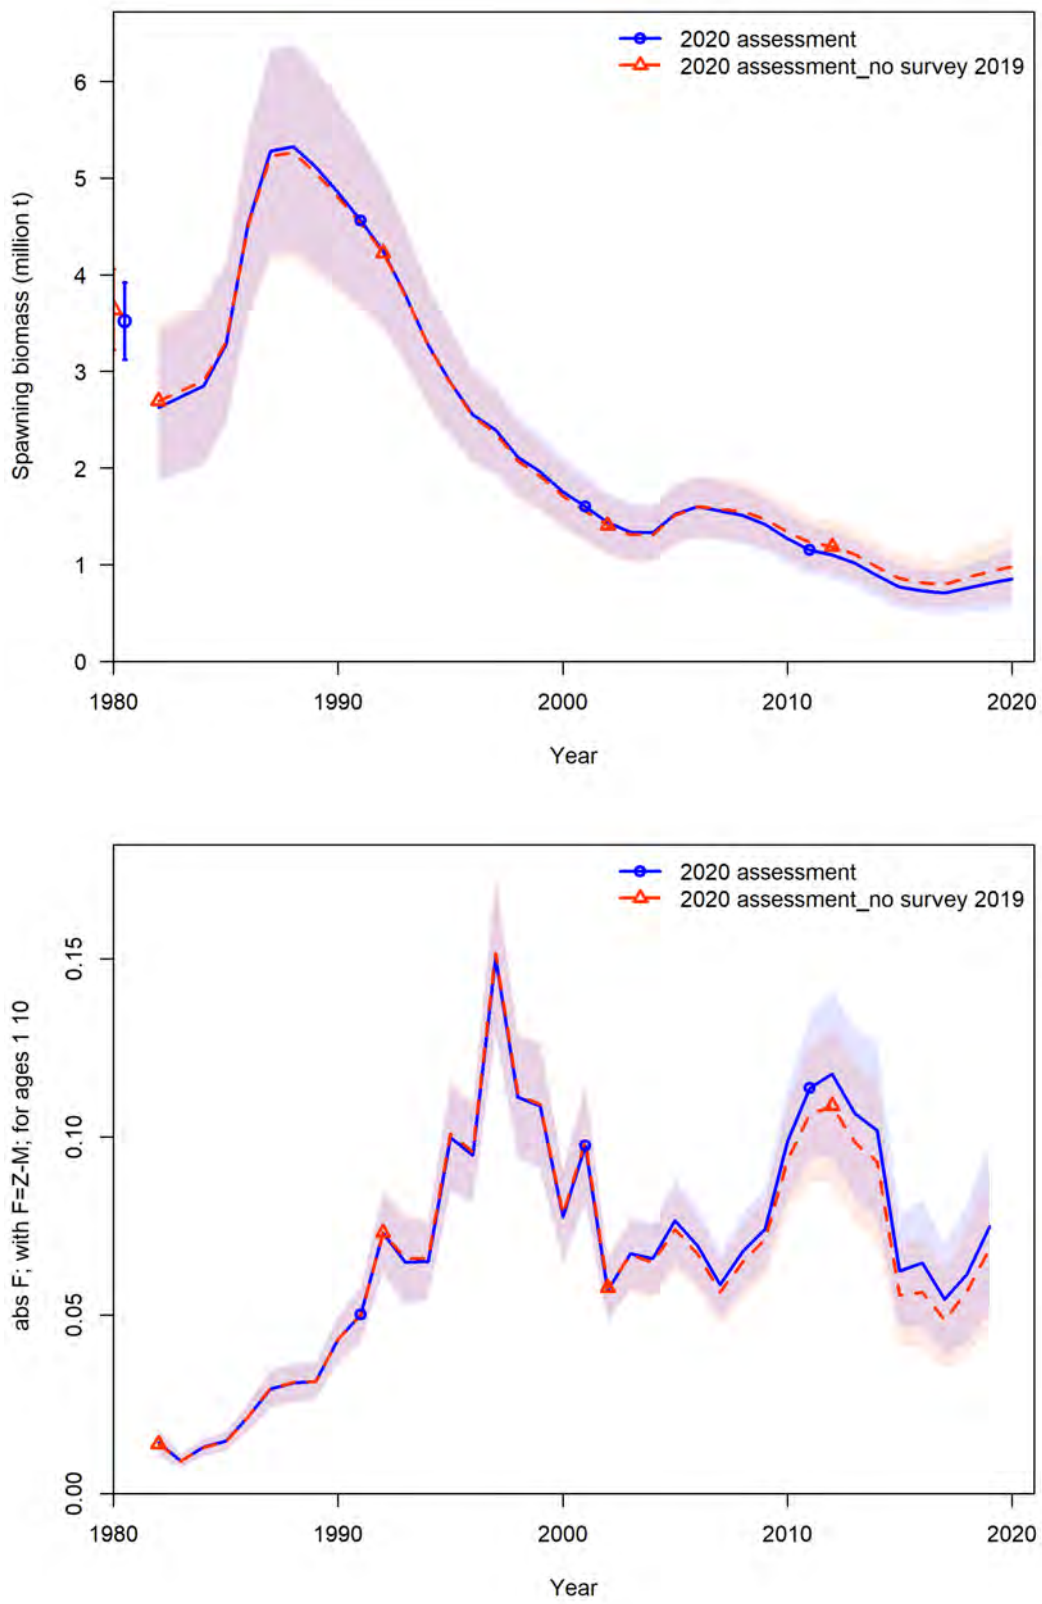 2020 assessment
2020 assessment_no survey 2019
Spawning biomass (million t)
6
5
4
3
2
1
0
1980
1990
2000
2010
2020
Year
2020 assessment
2020 assessment_no survey 2019
abs F; with F=Z-M; for ages 1 10
0.15
0.10
0.05
0.00
1980
1990
2000
2010
2020
Year